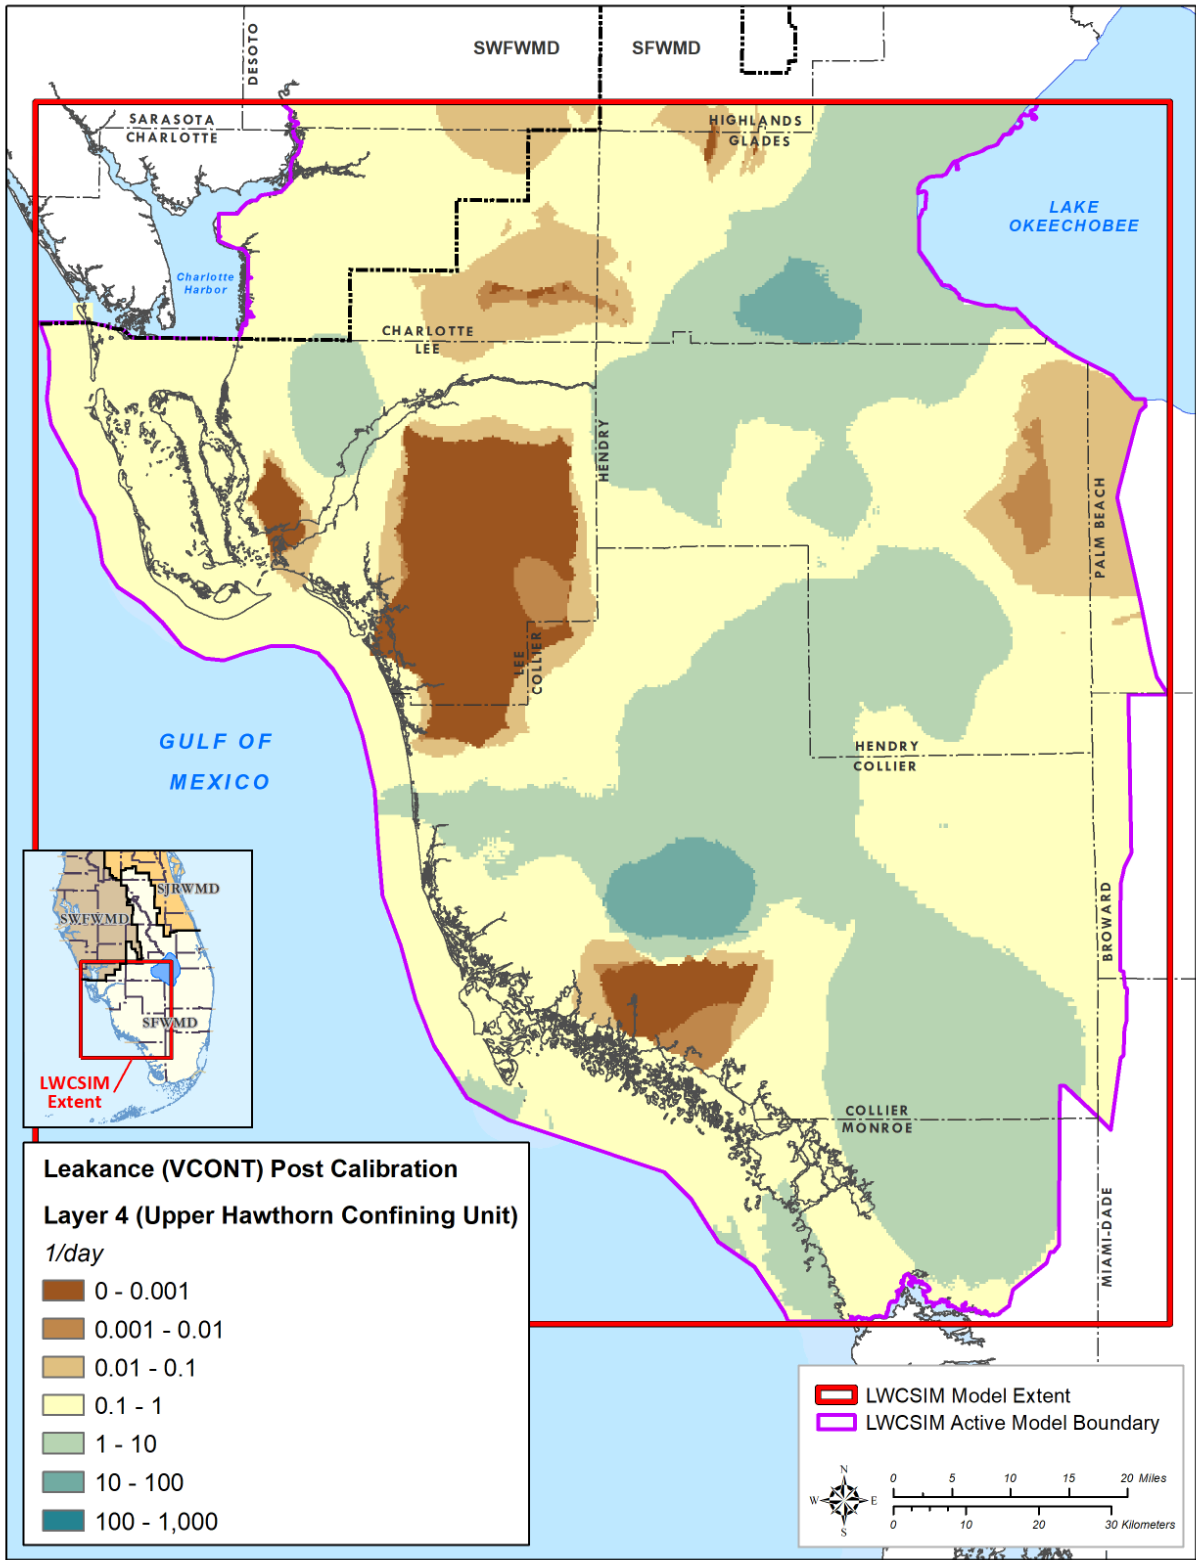 DESOTO
SWFWMD
SFWMD
SARASOTA
CHARLOTTE
HIGHLANDS
GLADES
LAKE
OKEECHOBEE
Charlotte
Harbor
CHARLOTTE
LEE
HENDRY
PALM BEACH
LEE
COLLIER
GULF OF
MEXICO
HENDRY
COLLIER
BROWARD
SJRWMD
SWFWMD
SFWMD
LWCSIM
Extent
COLLIER
MONROE
MIAMI-DADE
Leakance (VCONT) Post Calibration
Layer 4 (Upper Hawthorn Confining Unit)
1/day
0 - 0.001
0.001 - 0.01
0.01 - 0.1
0.1 - 1
1 - 10
10 - 100
100 - 1,000
LWCSIM Model Extent
LWCSIM Active Model Boundary
N
W E
S
0 5 10 15 20 Miles
0 10 20 30 Kilometers